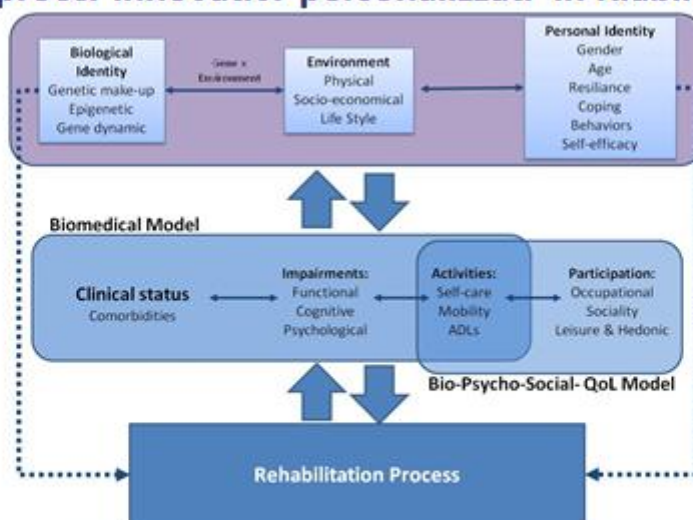 Biological
Identity
Genetic make-up
Epigenetic
Gene dynamic
Gene x
Environment
Environment
Physical
Socio-economical
Life Style
Personal Identity
Gender
Age
Resiliance
Coping
Behaviors
Self-efficacy
Biomedical Model
Clinical status
Comorbidities
Impairments:
Functional
Cognitive
Psychological
Activities:
Self-care
Mobility
ADLs
Participation:
Occupational
Sociality
Leisure & Hedonic
Bio-Psycho-Social- QoL Model
Rehabilitation Process